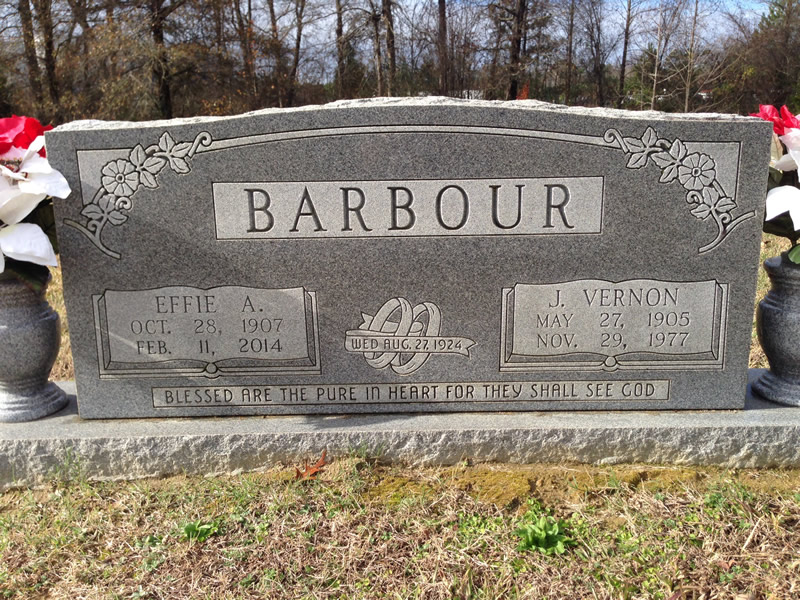 BARBOUR
EFFIE A.
OCT. 28, 1907
FEB. 11, 2014
WED AUG. 27, 1924
J. VERNON
MAY 27, 1905
NOV. 29, 1977
BLESSED ARE THE PURE IN HEART FOR THEY SHALL SEE GOD